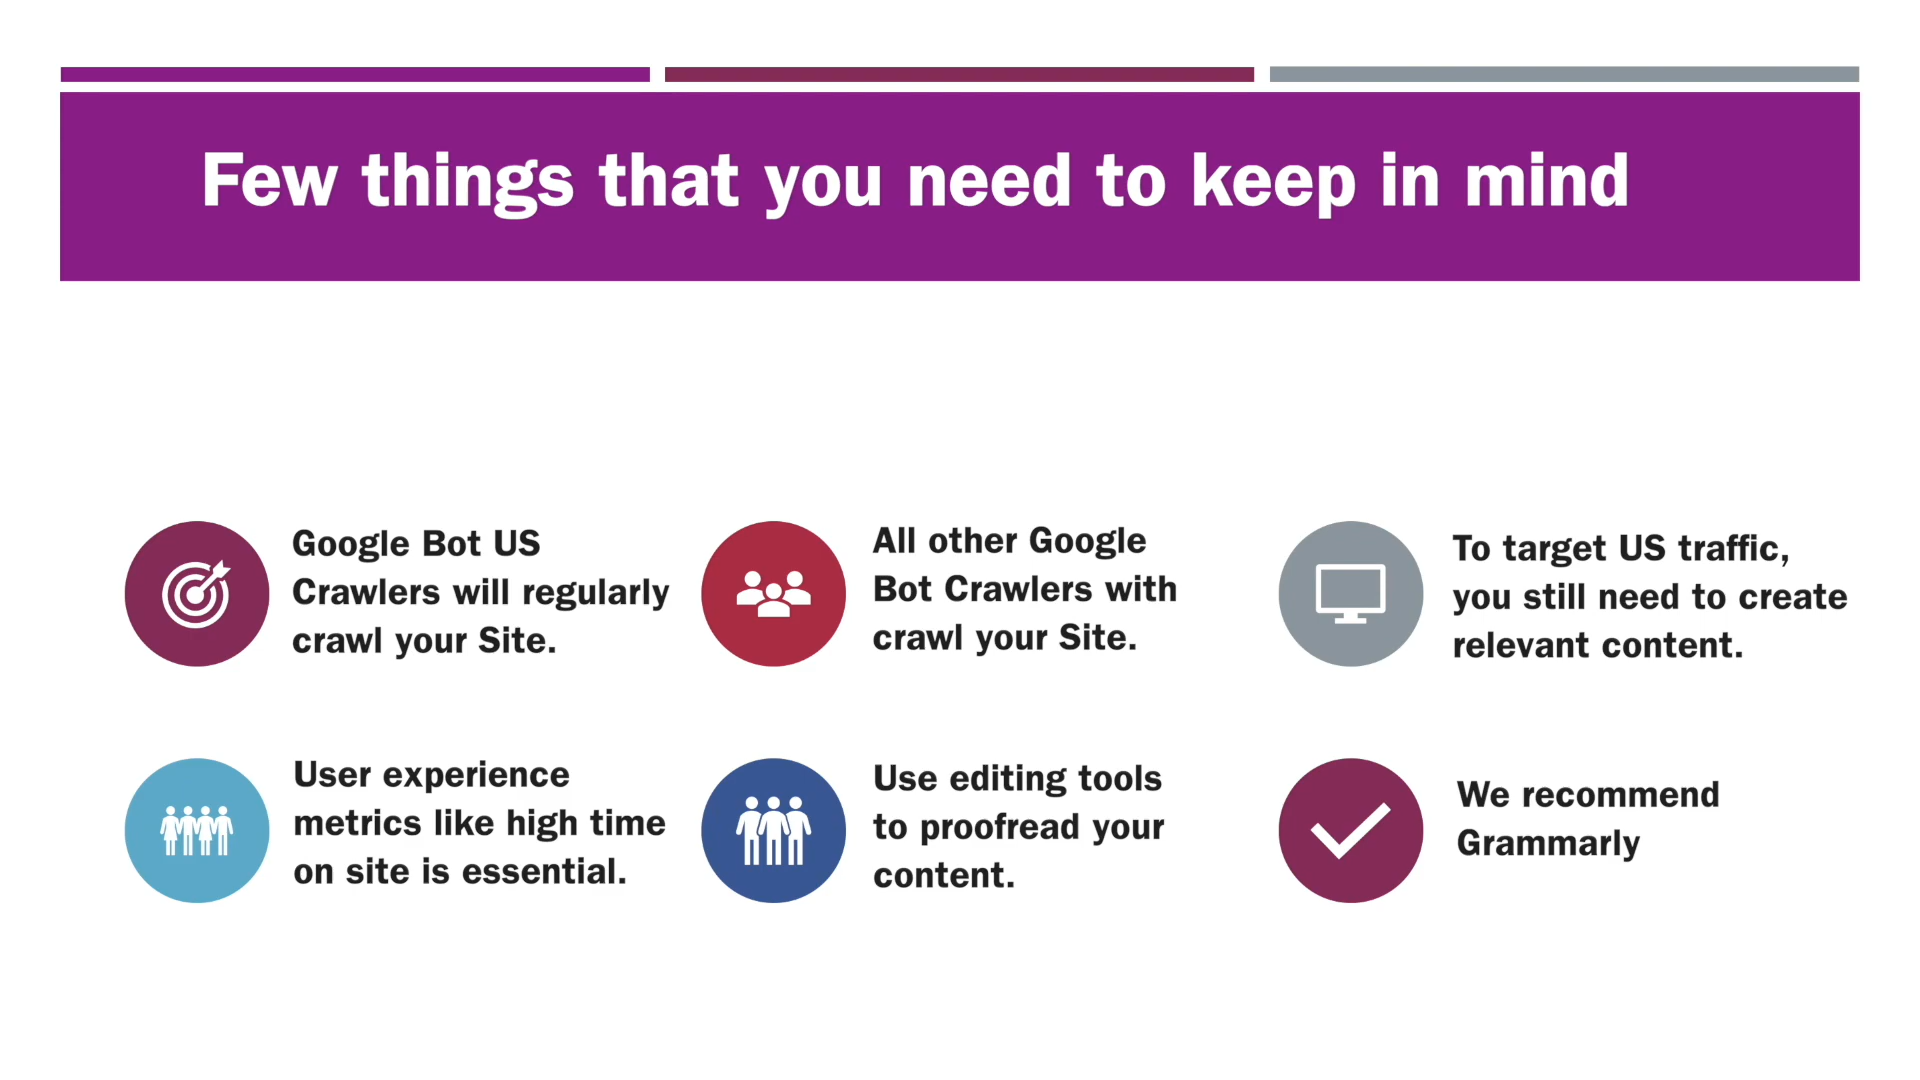 Few things that you need to keep in mind
Google Bot US
Crawlers will regularly
crawl your Site.
All other Google
Bot Crawlers with
crawl your Site.
To target US traffic,
you still need to create
relevant content.
User experience
metrics like high time
on site is essential.
Use editing tools
to proofread your
content.
We recommend
Grammarly